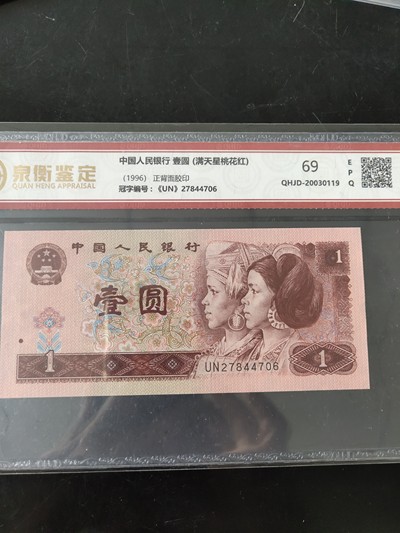 泉衡鉴定
QUAN HENG APPRAISAL
中国人民银行 壹圆 (满天星桃花红)
(1996) 正背面胶印
冠字编号:《UN》27844706
69
QHJD-20030119
E
P
Q
中国人民银行
1
壹圆
UN27844706
1
1